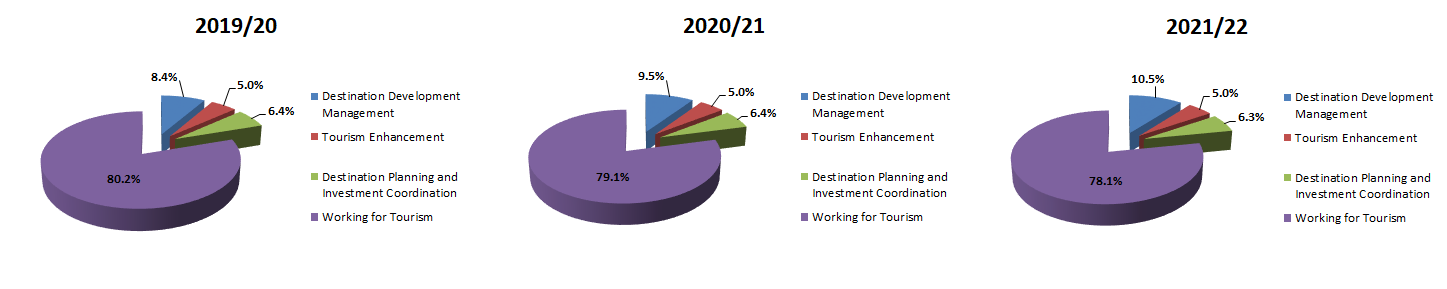 2019/20
8.4%
5.0%
6.4%
80.2%
Destination Development
Management
Tourism Enhancement
Destination Planning and
Investment Coordination
Working for Tourism
2020/21
9.5%
5.0%
6.4%
79.1%
Destination Development
Management
Tourism Enhancement
Destination Planning and
Investment Coordination
Working for Tourism
2021/22
10.5%
5.0%
6.3%
78.1%
Destination Development
Management
Tourism Enhancement
Destination Planning and
Investment Coordination
Working for Tourism